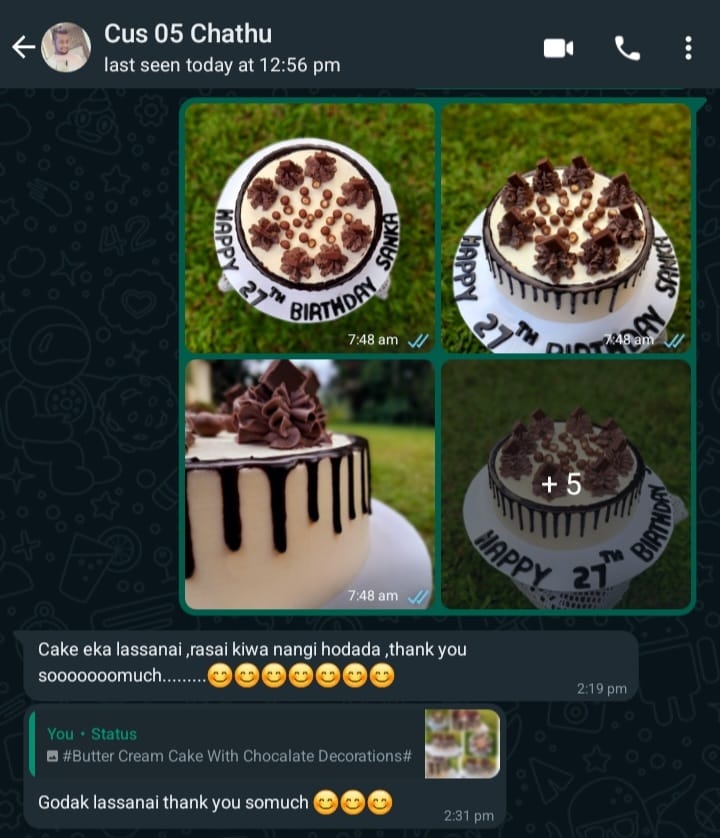 Cus 05 Chathu
last seen today at 12:56 pm
HAPPY 27TH BIRTHDAY SANKA
7:48 am
HAPPY 27TH BIRTHDAY SANKA
7:48 am
7:48 am
+ 5
HAPPY 27TH BIRTHDAY
Cake eka lassanai ,rasai kiwa nangi hodada ,thank you
sooooooomuch.........😊😊😊😊😊😊😊
2:19 pm
You • Status
#Butter Cream Cake With Chocalate Decorations#
Godak lassanai thank you somuch 😊😊😊
2:31 pm